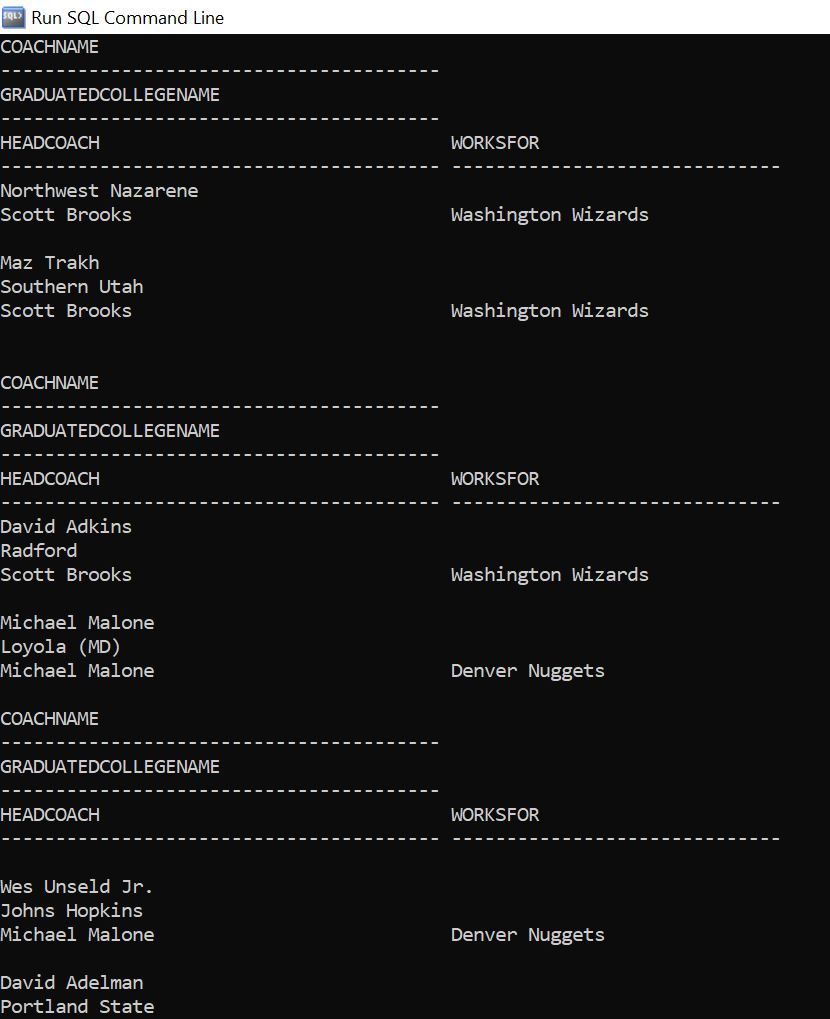 Run SQL Command Line
COACHNAME
----------------------------------------
GRADUATEDCOLLEGENAME
----------------------------------------
HEADCOACH WORKSFOR
---------------------------------------- ------------------------------
Northwest Nazarene
Scott Brooks Washington Wizards
Maz Trakh
Southern Utah
Scott Brooks Washington Wizards
COACHNAME
----------------------------------------
GRADUATEDCOLLEGENAME
----------------------------------------
HEADCOACH WORKSFOR
---------------------------------------- ------------------------------
David Adkins
Radford
Scott Brooks Washington Wizards
Michael Malone
Loyola (MD)
Michael Malone Denver Nuggets
COACHNAME
----------------------------------------
GRADUATEDCOLLEGENAME
----------------------------------------
HEADCOACH WORKSFOR
---------------------------------------- ------------------------------
Wes Unseld Jr.
Johns Hopkins
Michael Malone Denver Nuggets
David Adelman
Portland State